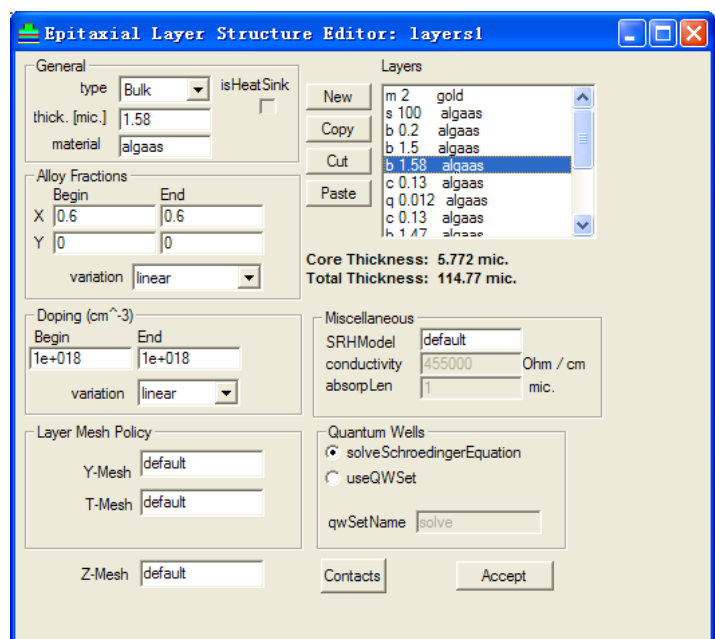 Epitaxial Layer Structure Editor: layers1
General
type Bulk isHeatSink
thick. [mic.] 1.58
material algaas
Layers
New
Copy
Cut
Paste
m 2 gold
s 100 algaas
b 0.2 algaas
b 1.5 algaas
b 1.58 algaas
c 0.13 algaas
q 0.012 algaas
c 0.13 algaas
b 1.47 algaas
Core Thickness: 5.772 mic.
Total Thickness: 114.77 mic.
Alloy Fractions
Begin End
X 0.6 0.6
Y 0 0
variation linear
Doping (cm^-3)
Begin End
1e+018 1e+018
variation linear
Miscellaneous
SRHModel default
conductivity 455000 Ohm / cm
absorpLen 1 mic.
Layer Mesh Policy
Y-Mesh default
T-Mesh default
Z-Mesh default
Quantum Wells
solveSchroedingerEquation
useQWSet
qwSetName solve
Contacts Accept